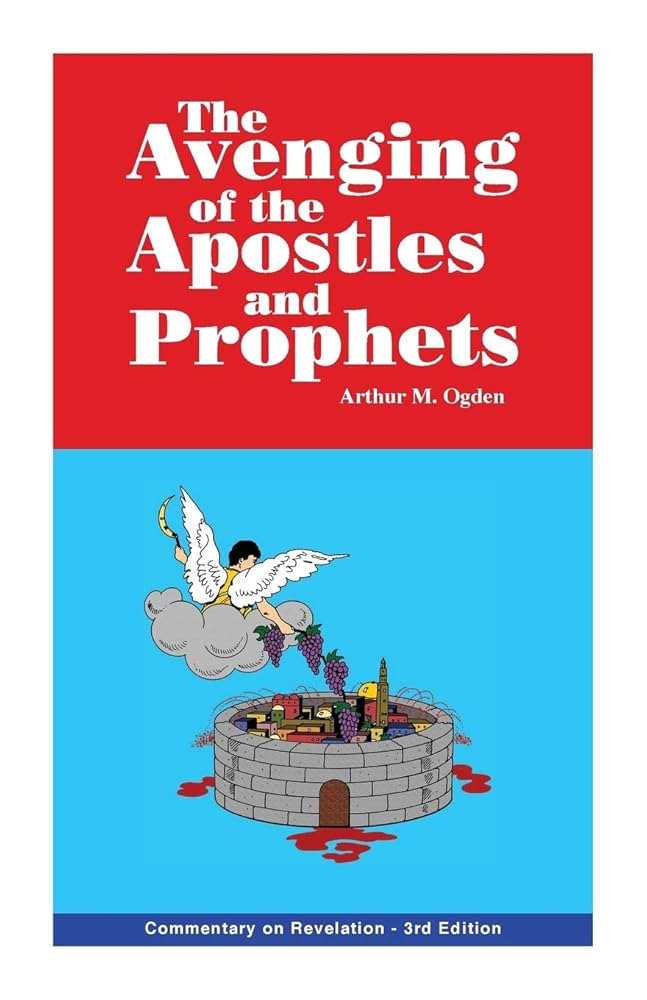 The
Avenging
of the
Apostles
and
Prophets
Arthur M. Ogden
Commentary on Revelation - 3rd Edition